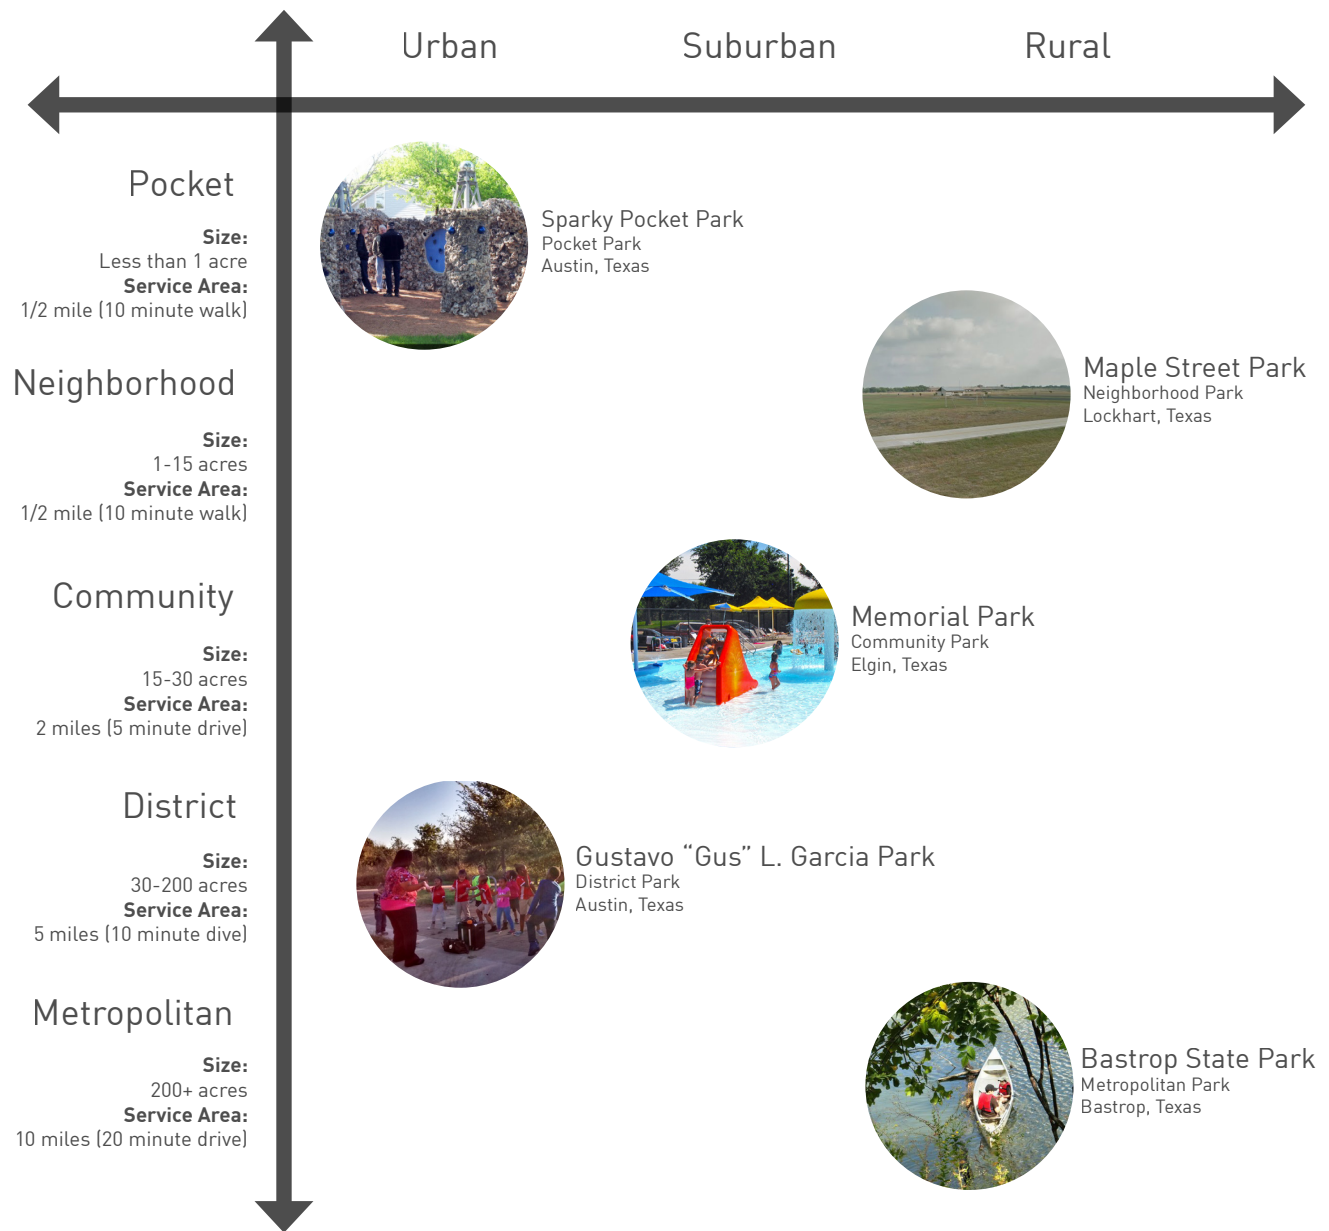 Urban
Suburban
Rural
Pocket
Size:
Less than 1 acre
Service Area:
1/2 mile (10 minute walk)
Sparky Pocket Park
Pocket Park
Austin, Texas
Neighborhood
Size:
1-15 acres
Service Area:
1/2 mile (10 minute walk)
Maple Street Park
Neighborhood Park
Lockhart, Texas
Community
Size:
15-30 acres
Service Area:
2 miles (5 minute drive)
Memorial Park
Community Park
Elgin, Texas
District
Size:
30-200 acres
Service Area:
5 miles (10 minute dive)
Gustavo “Gus” L. Garcia Park
District Park
Austin, Texas
Metropolitan
Size:
200+ acres
Service Area:
10 miles (20 minute drive)
Bastrop State Park
Metropolitan Park
Bastrop, Texas